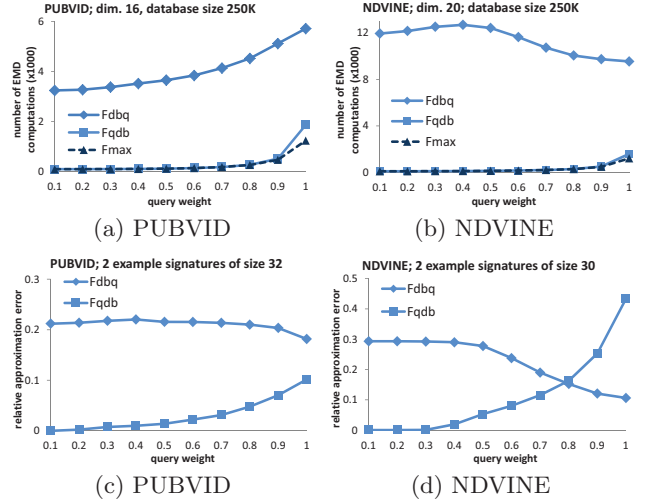 PUBVID; dim. 16, database size 250K
number of EMD
computations (x1000)
6
4
2
0
Fdbq
Fqdb
Fmax
0.1 0.2 0.3 0.4 0.5 0.6 0.7 0.8 0.9 1
query weight
(a) PUBVID
NDVINE; dim. 20, database size 250K
number of EMD
computations (x1000)
12
8
4
0
Fdbq
Fqdb
Fmax
0.1 0.2 0.3 0.4 0.5 0.6 0.7 0.8 0.9 1
query weight
(b) NDVINE
PUBVID; 2 example signatures of size 32
relative approximation error
0.3
0.2
0.1
0
Fdbq
Fqdb
0.1 0.2 0.3 0.4 0.5 0.6 0.7 0.8 0.9 1
query weight
(c) PUBVID
NDVINE; 2 example signatures of size 30
relative approximation error
0.5
0.4
0.3
0.2
0.1
0
Fdbq
Fqdb
0.1 0.2 0.3 0.4 0.5 0.6 0.7 0.8 0.9 1
query weight
(d) NDVINE